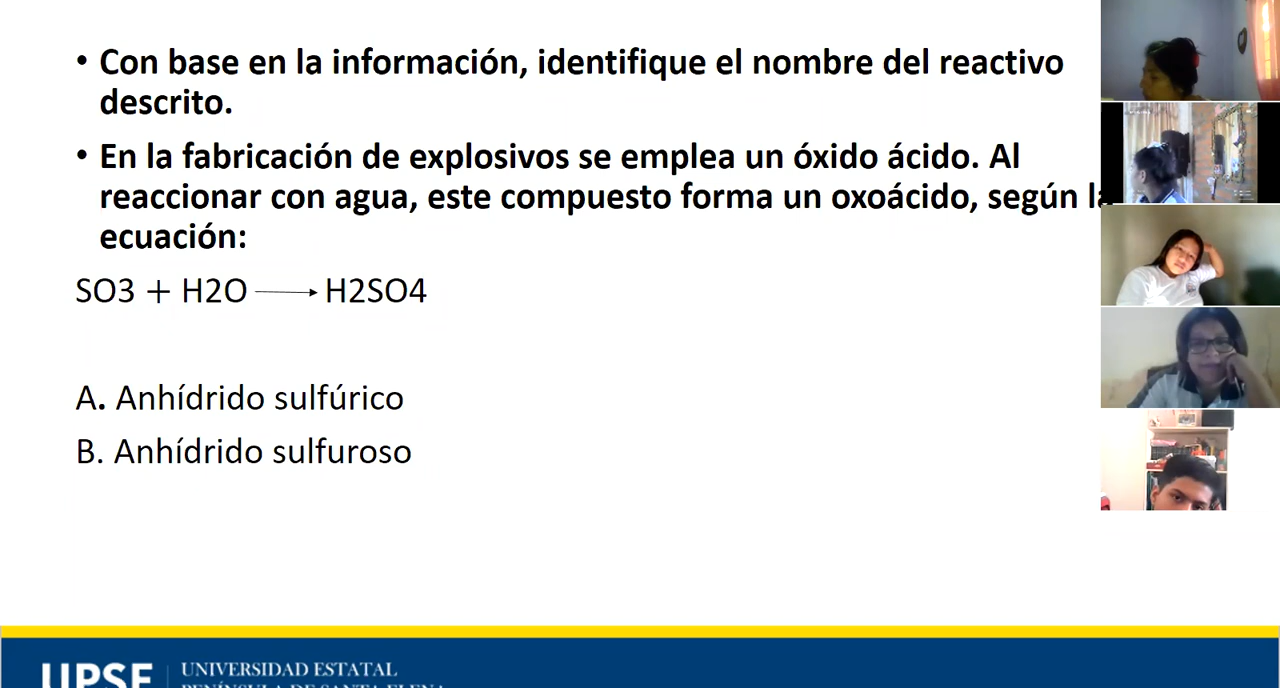 • Con base en la información, identifique el nombre del reactivo
descrito.
• En la fabricación de explosivos se emplea un óxido ácido. Al
reaccionar con agua, este compuesto forma un oxoácido, según la
ecuación:
SO3 + H2O → H2SO4
A. Anhídrido sulfúrico
B. Anhídrido sulfuroso
UPSE
UNIVERSIDAD ESTATAL
PENÍNSULA DE SANTA ELENA